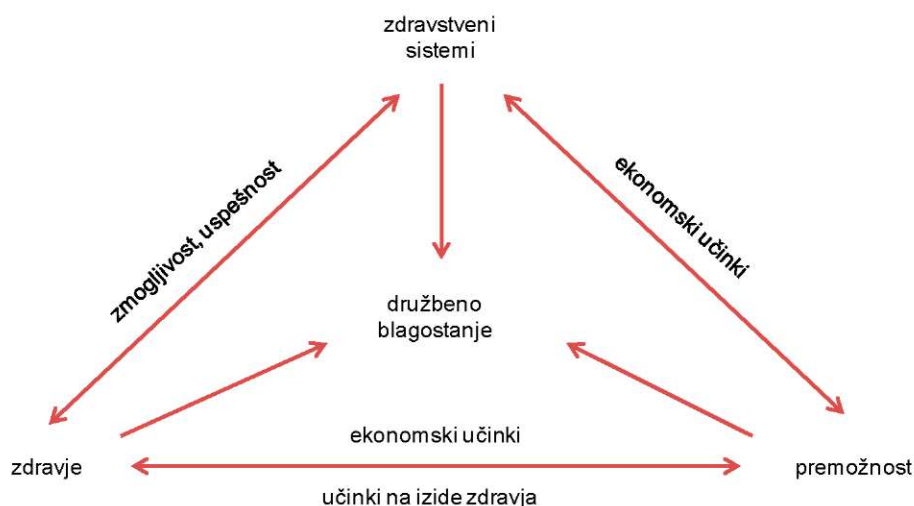 zdravstveni
sistemi
zmogljivost, uspešnost
ekonomski učinki
družbeno
blagostanje
ekonomski učinki
zdravje
premožnost
učinki na izide zdravja